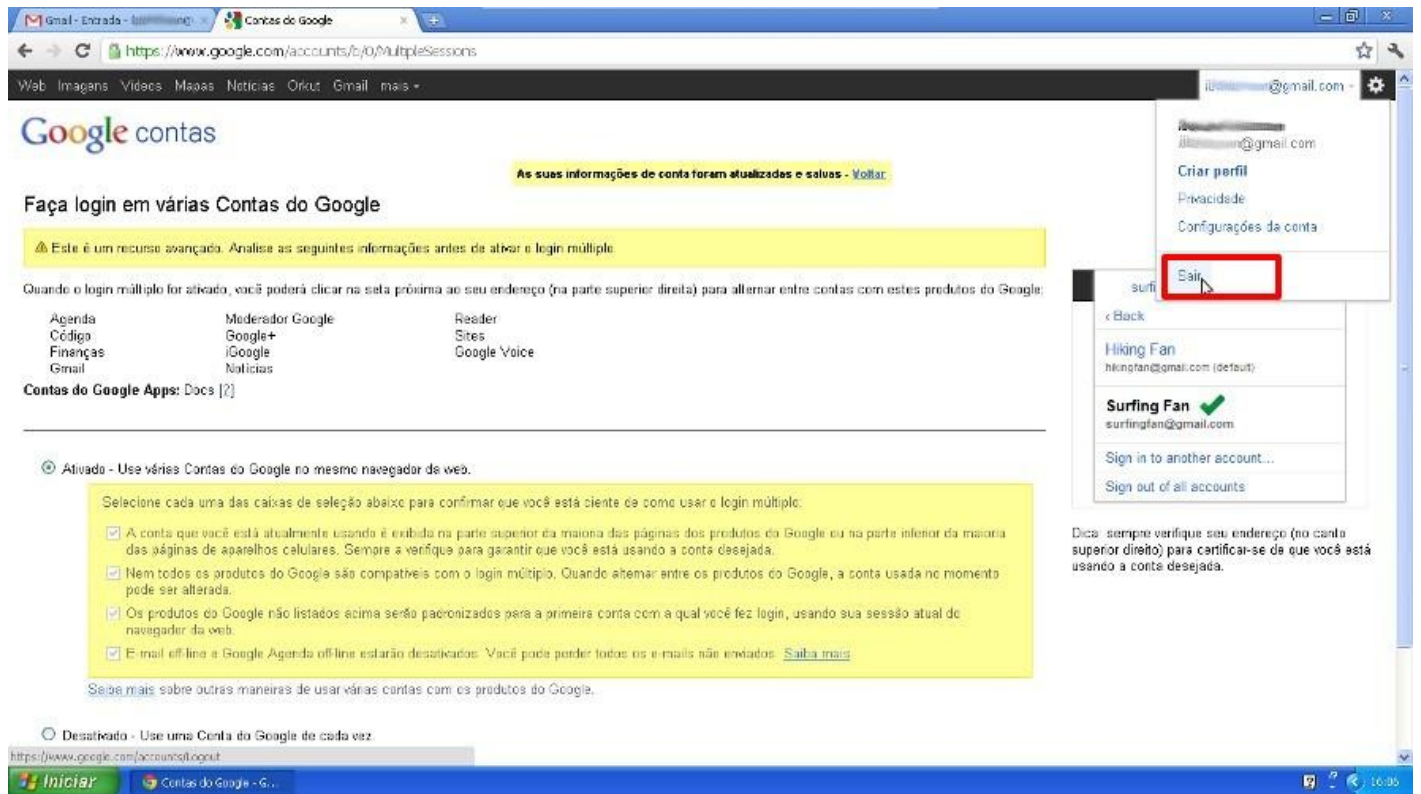 Gmail - Entrada -
Contas do Google
https://www.google.com/accounts/b/0/MultipleSessions
Web Imagens Vídeos Mapas Notícias Orkut Gmail mais
@gmail.com
Google contas
@gmail.com
As suas informações de conta foram atualizadas e salvas - Voltar
Criar perfil
Privacidade
Configurações da conta
Sair
Faça login em várias Contas do Google
Este é um recurso avançado. Analise as seguintes informações antes de ativar o login múltiplo
Quando o login múltiplo for ativado, você poderá clicar na seta próxima ao seu endereço (na parte superior direita) para alternar entre contas com estes produtos do Google:
Agenda Moderador Google Reader
Código Google+ Sites
Finanças iGoogle Google Voice
Gmail Notícias
Contas do Google Apps: Docs [?]
surfi
‹ Back
Hiking Fan
hikingfan@gmail.com (default)
Surfing Fan
surfingfan@gmail.com
Sign in to another account...
Sign out of all accounts
Dica: sempre verifique seu endereço (no canto
superior direito) para certificar-se de que você está
usando a conta desejada.
Ativado - Use várias Contas do Google no mesmo navegador da web.
Selecione cada uma das caixas de seleção abaixo para confirmar que você está ciente de como usar o login múltiplo:
A conta que você está atualmente usando é exibida na parte superior da maioria das páginas dos produtos do Google ou na parte inferior da maioria
das páginas de aparelhos celulares. Sempre a verifique para garantir que você está usando a conta desejada.
Nem todos os produtos do Google são compatíveis com o login múltiplo. Quando alternar entre os produtos do Google, a conta usada no momento
pode ser alterada.
Os produtos do Google não listados acima serão padronizados para a primeira conta com a qual você fez login, usando sua sessão atual do
navegador da web.
E-mail off-line e Google Agenda off-line estarão desativados. Você pode perder todos os e-mails não enviados. Saiba mais
Saiba mais sobre outras maneiras de usar várias contas com os produtos do Google.
Desativado - Use uma Conta do Google de cada vez.
https://www.google.com/accounts/Logout
Iniciar
Contas do Google - G...
16:06